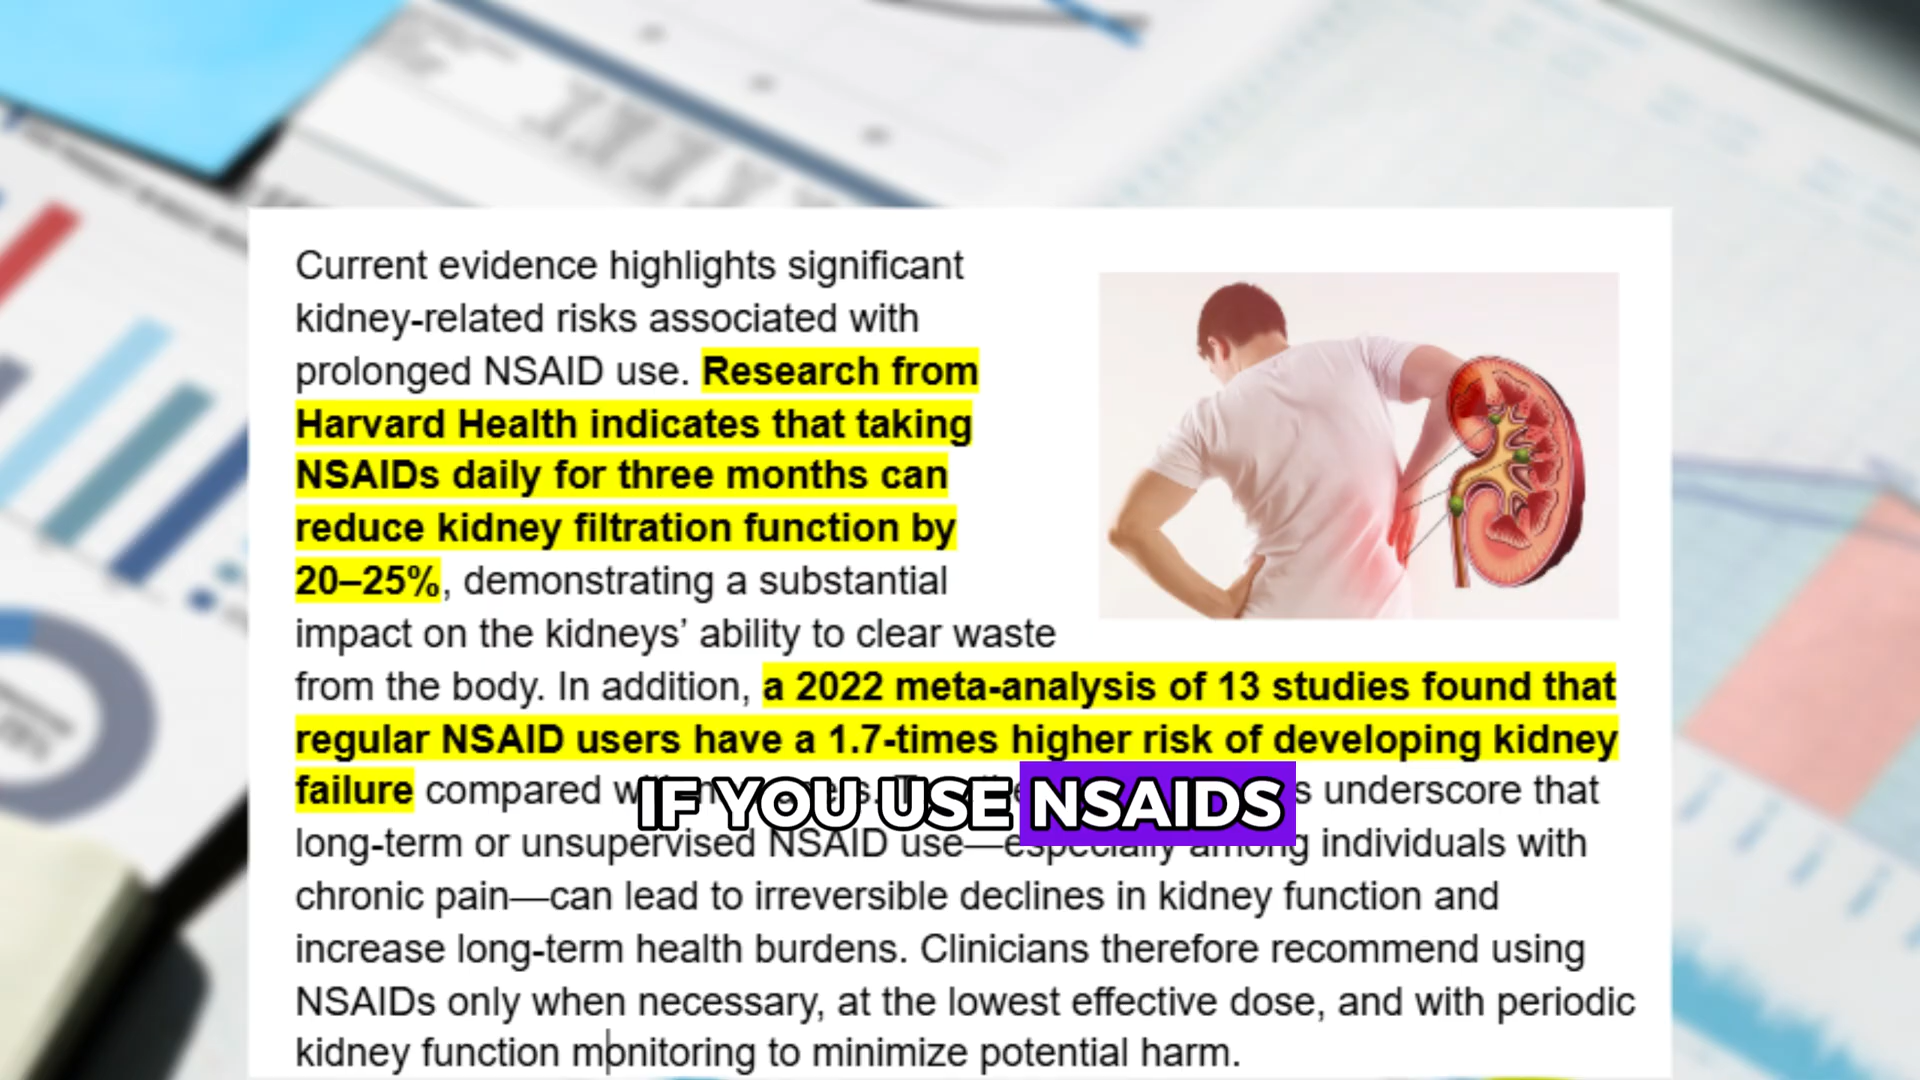 Current evidence highlights significant
kidney-related risks associated with
prolonged NSAID use. Research from
Harvard Health indicates that taking
NSAIDs daily for three months can
reduce kidney filtration function by
20–25%, demonstrating a substantial
impact on the kidneys’ ability to clear waste
from the body. In addition, a 2022 meta-analysis of 13 studies found that
regular NSAID users have a 1.7-times higher risk of developing kidney
failure compared underscore that
IF YOU USE NSAIDS
long-term or unsupervised NSAID use—especially among individuals with
chronic pain—can lead to irreversible declines in kidney function and
increase long-term health burdens. Clinicians therefore recommend using
NSAIDs only when necessary, at the lowest effective dose, and with periodic
kidney function monitoring to minimize potential harm.